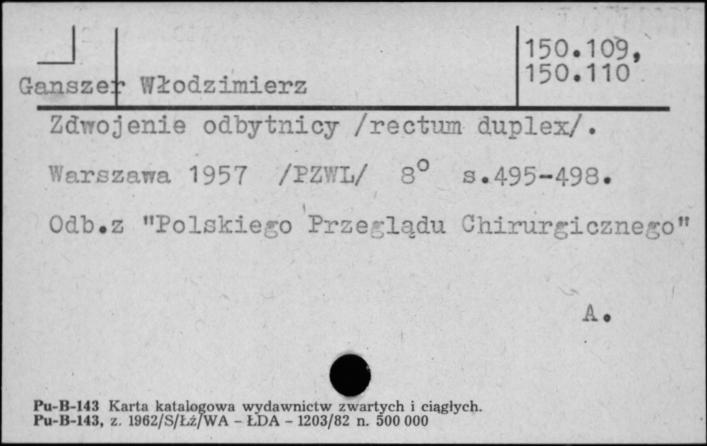 150.109,
150.110
Ganszer Włodzimierz
Zdwojenie odbytnicy /rectum duplex/.
Warszawa 1957 /PZWL/ 8° s.495-498.
Odb.z "Polskiego Przeglądu Chirurgicznego"
A.
Pu-B-143 Karta katalogowa wydawnictw zwartych i ciągłych.
Pu-B-143, z. 1962/S/Łź/WA - ŁDA - 1203/82 n. 500 000